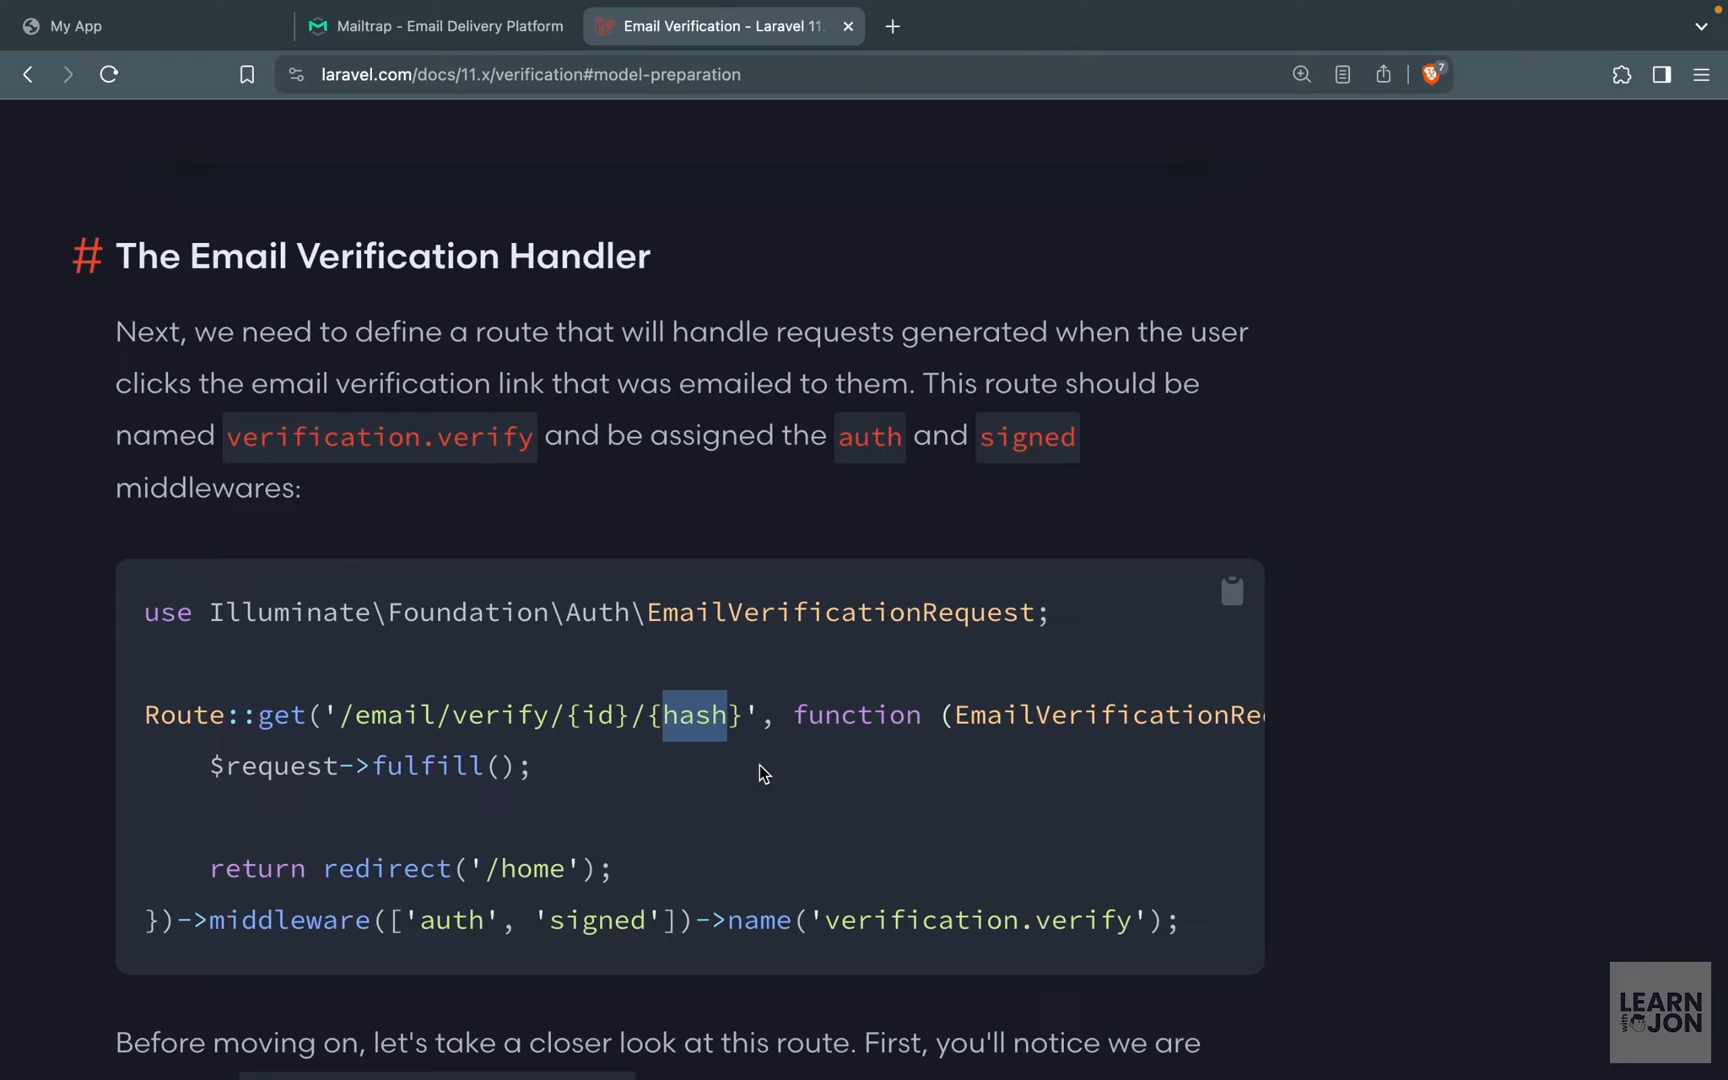 My App
Mailtrap - Email Delivery Platform
Email Verification - Laravel 11.
laravel.com/docs/11.x/verification#model-preparation
7
# The Email Verification Handler
Next, we need to define a route that will handle requests generated when the user
clicks the email verification link that was emailed to them. This route should be
named verification.verify and be assigned the auth and signed
middlewares:
use Illuminate\Foundation\Auth\EmailVerificationRequest;
Route::get('/email/verify/{id}/{hash}', function (EmailVerificationRe
$request->fulfill();
return redirect('/home');
})->middleware(['auth', 'signed'])->name('verification.verify');
Before moving on, let's take a closer look at this route. First, you'll notice we are
LEARN
with JON